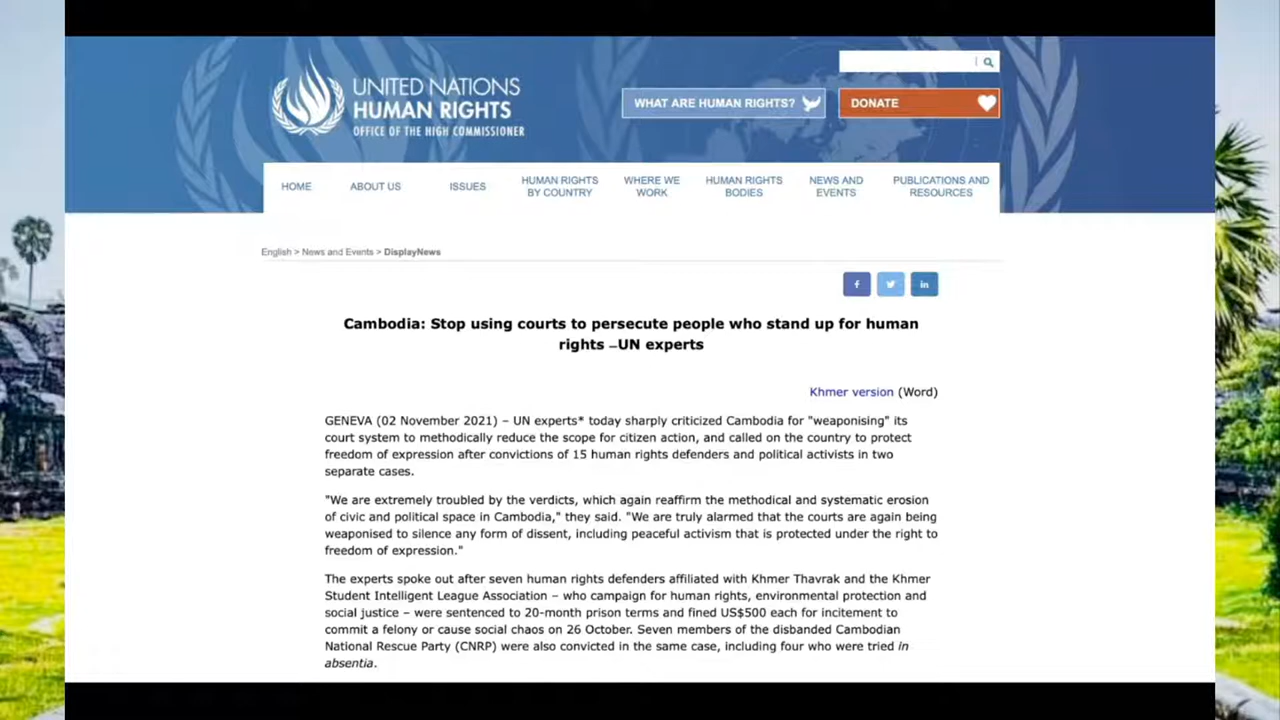 UNITED NATIONS
HUMAN RIGHTS
OFFICE OF THE HIGH COMMISSIONER
WHAT ARE HUMAN RIGHTS?
DONATE
HOME
ABOUT US
ISSUES
HUMAN RIGHTS
BY COUNTRY
WHERE WE
WORK
HUMAN RIGHTS
BODIES
NEWS AND
EVENTS
PUBLICATIONS AND
RESOURCES
English > News and Events > DisplayNews
f
in
Cambodia: Stop using courts to persecute people who stand up for human
rights –UN experts
Khmer version (Word)
GENEVA (02 November 2021) – UN experts* today sharply criticized Cambodia for "weaponising" its
court system to methodically reduce the scope for citizen action, and called on the country to protect
freedom of expression after convictions of 15 human rights defenders and political activists in two
separate cases.
"We are extremely troubled by the verdicts, which again reaffirm the methodical and systematic erosion
of civic and political space in Cambodia," they said. "We are truly alarmed that the courts are again being
weaponised to silence any form of dissent, including peaceful activism that is protected under the right to
freedom of expression."
The experts spoke out after seven human rights defenders affiliated with Khmer Thavrak and the Khmer
Student Intelligent League Association – who campaign for human rights, environmental protection and
social justice – were sentenced to 20-month prison terms and fined US$500 each for incitement to
commit a felony or cause social chaos on 26 October. Seven members of the disbanded Cambodian
National Rescue Party (CNRP) were also convicted in the same case, including four who were tried in
absentia.